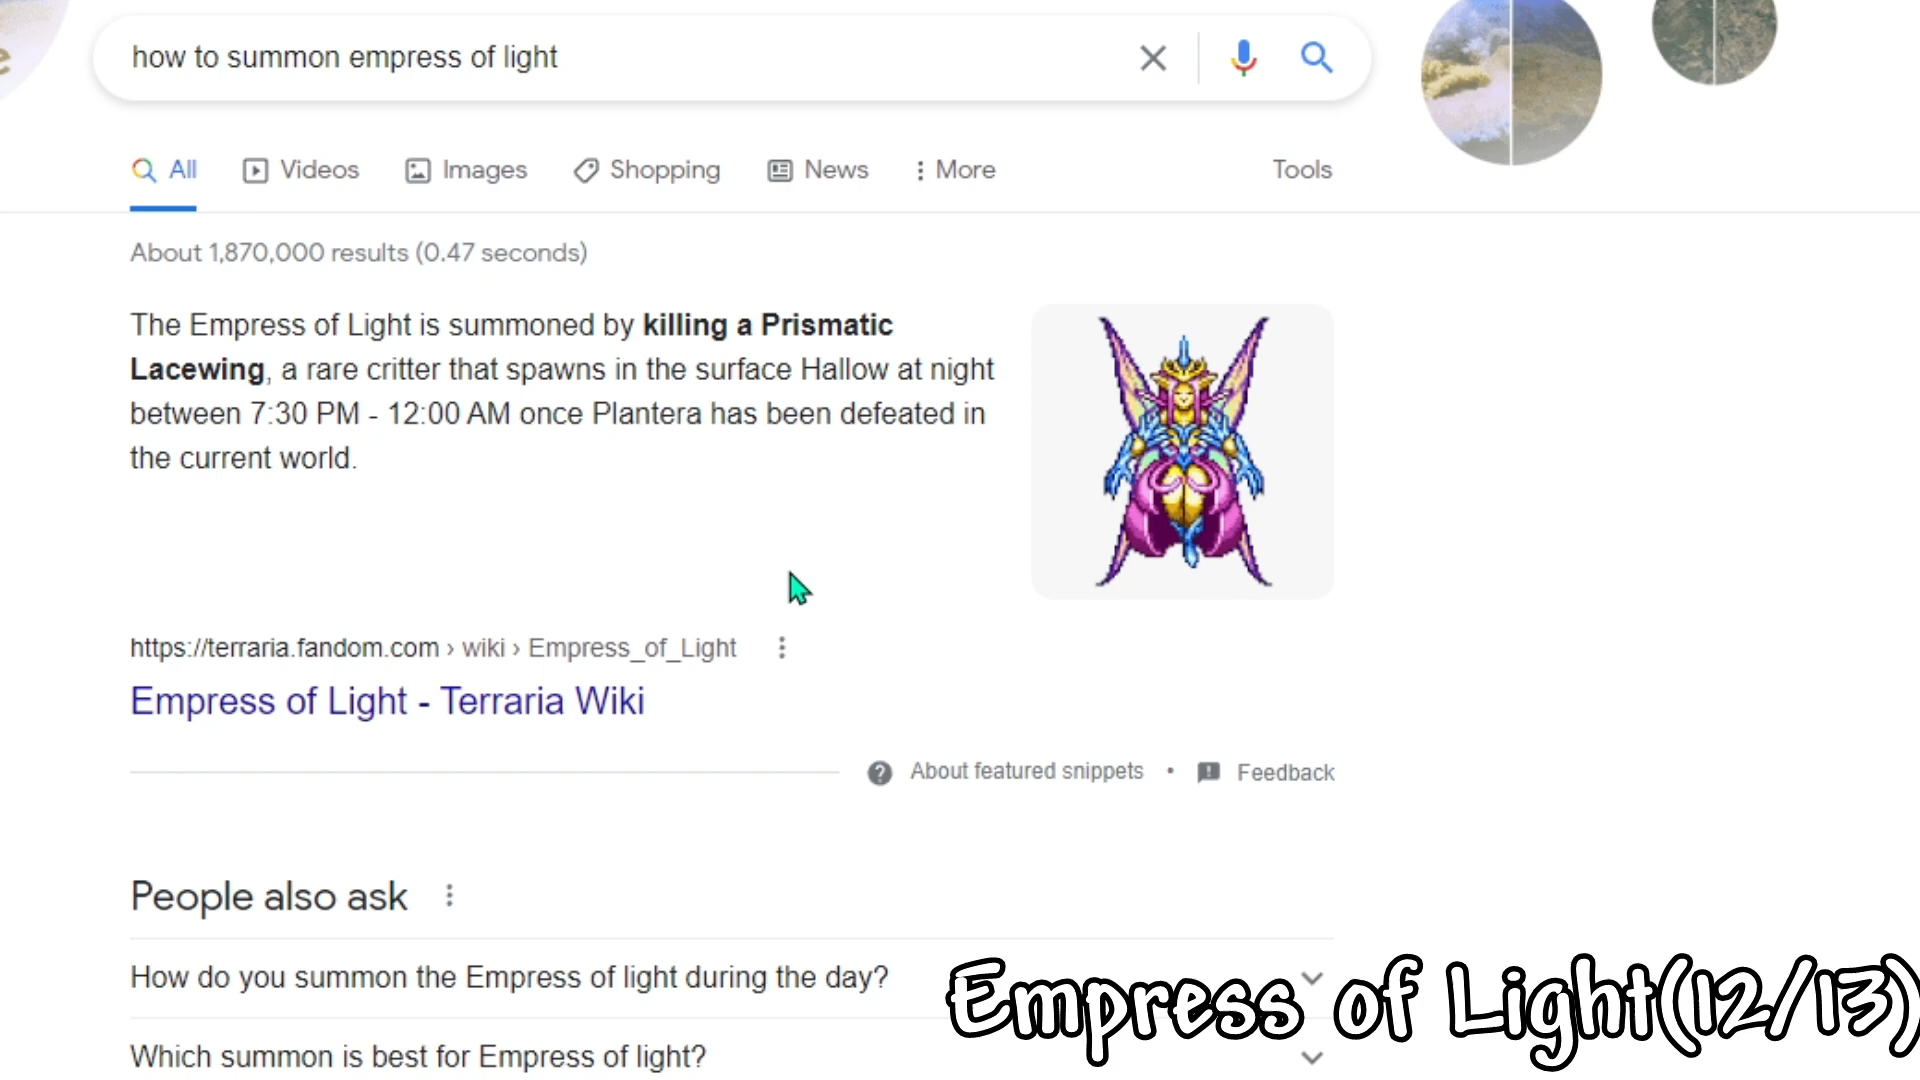 how to summon empress of light
All
Videos
Images
Shopping
News
More
Tools
About 1,870,000 results (0.47 seconds)
The Empress of Light is summoned by killing a Prismatic
Lacewing, a rare critter that spawns in the surface Hallow at night
between 7:30 PM - 12:00 AM once Plantera has been defeated in
the current world.
https://terraria.fandom.com › wiki › Empress_of_Light
Empress of Light - Terraria Wiki
About featured snippets • Feedback
People also ask
How do you summon the Empress of light during the day?
Which summon is best for Empress of light?
Empress of Light(12/13)